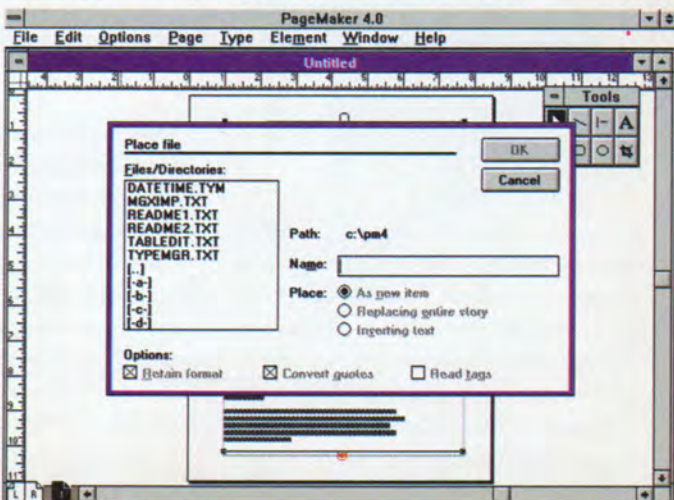 PageMaker 4.0
File Edit Options Page Type Element Window Help
Untitled
Tools
A
Place file
OK
Files/Directories:
Cancel
DATETIME.TYM
MGXIMP.TXT
README1.TXT
README2.TXT
TABLEDIT.TXT
TYPEMGR.TXT
[..]
[-a-]
[-b-]
[-c-]
[-d-]
Path: c:\pm4
Name:
Place: As new item
Replacing entire story
Inserting text
Options:
Retain format Convert quotes Read tags
L R 1